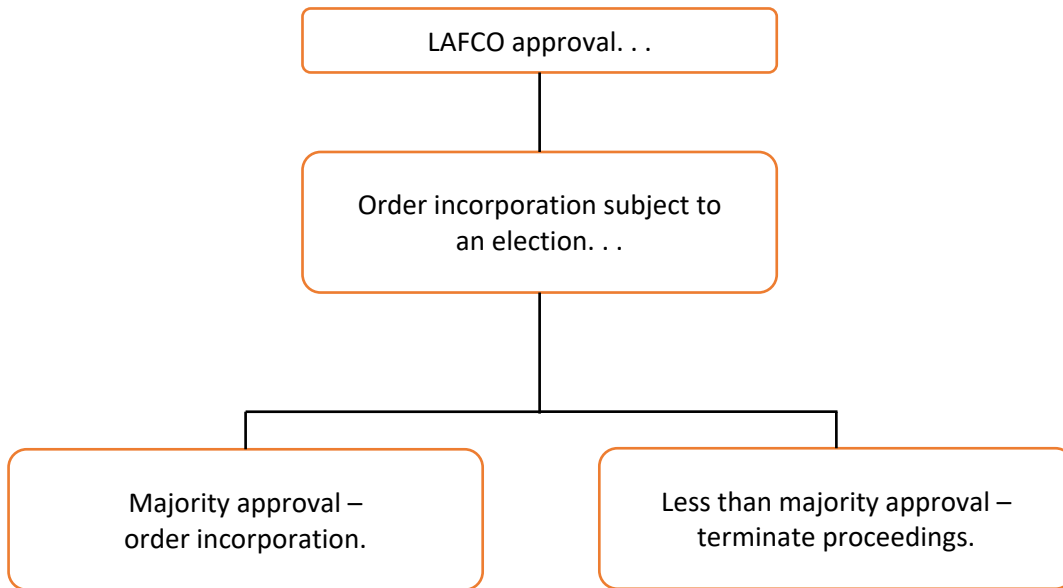 LAFCO approval. . .
Order incorporation subject to
an election. . .
Majority approval –
order incorporation.
Less than majority approval –
terminate proceedings.